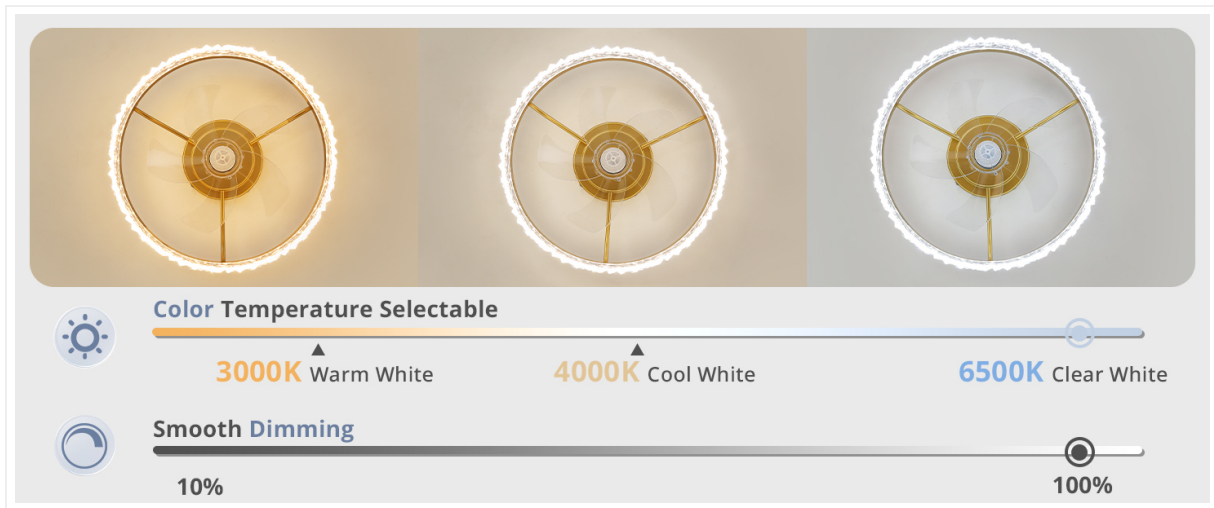 Color Temperature Selectable
3000K Warm White
4000K Cool White
6500K Clear White
Smooth Dimming
10%
100%